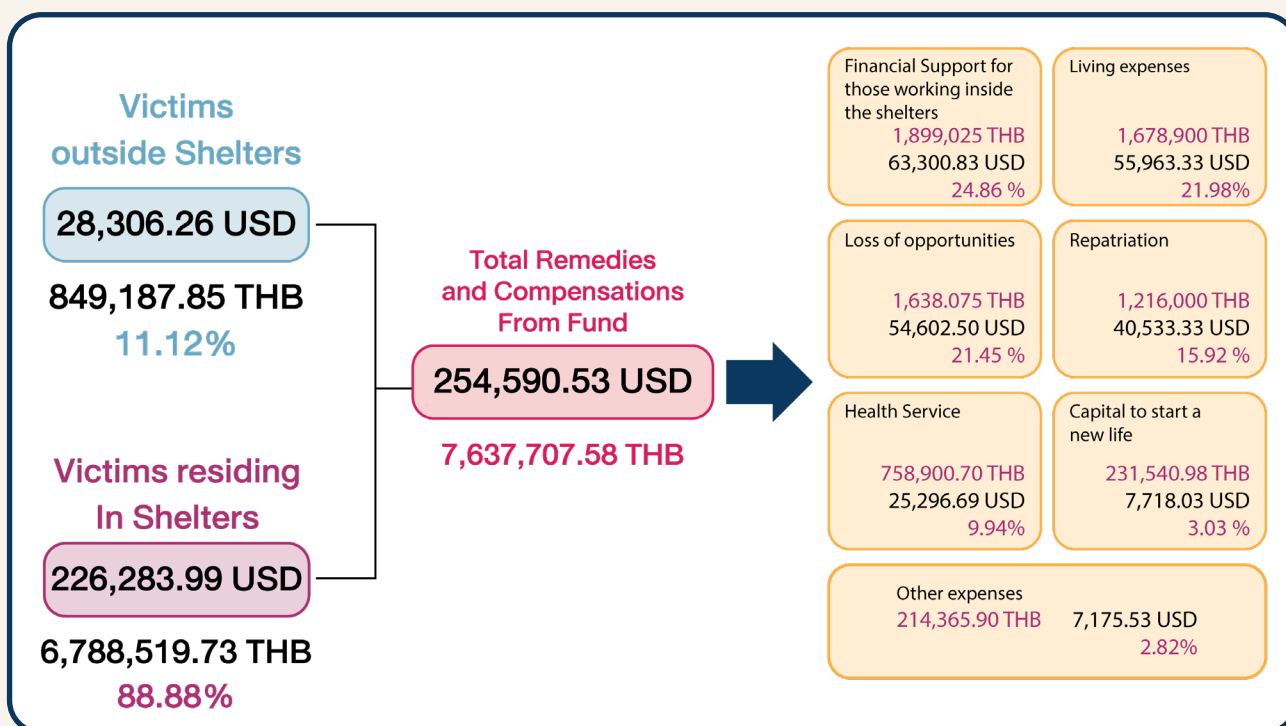 Victims
outside Shelters
28,306.26 USD
849,187.85 THB
11.12%
Victims residing
In Shelters
226,283.99 USD
6,788,519.73 THB
88.88%
Total Remedies
and Compensations
From Fund
254,590.53 USD
7,637,707.58 THB
Financial Support for
those working inside
the shelters
1,899,025 THB
63,300.83 USD
24.86 %
Living expenses
1,678,900 THB
55,963.33 USD
21.98%
Loss of opportunities
1,638.075 THB
54,602.50 USD
21.45 %
Repatriation
1,216,000 THB
40,533.33 USD
15.92 %
Health Service
758,900.70 THB
25,296.69 USD
9.94%
Capital to start a
new life
231,540.98 THB
7,718.03 USD
3.03 %
Other expenses
214,365.90 THB 7,175.53 USD
2.82%